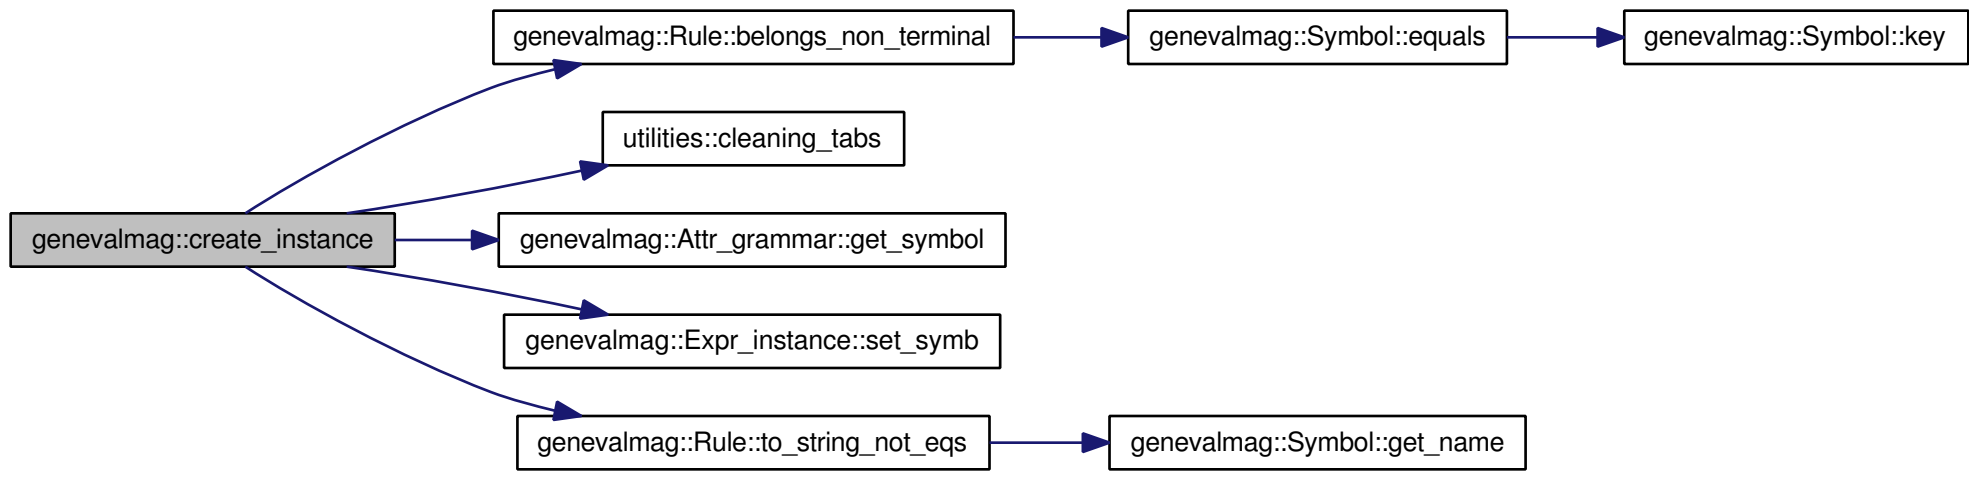 genevalmag::Rule::belongs_non_terminal
genevalmag::Symbol::equals
genevalmag::Symbol::key
utilities::cleaning_tabs
genevalmag::create_instance
genevalmag::Attr_grammar::get_symbol
genevalmag::Expr_instance::set_symb
genevalmag::Rule::to_string_not_eqs
genevalmag::Symbol::get_name